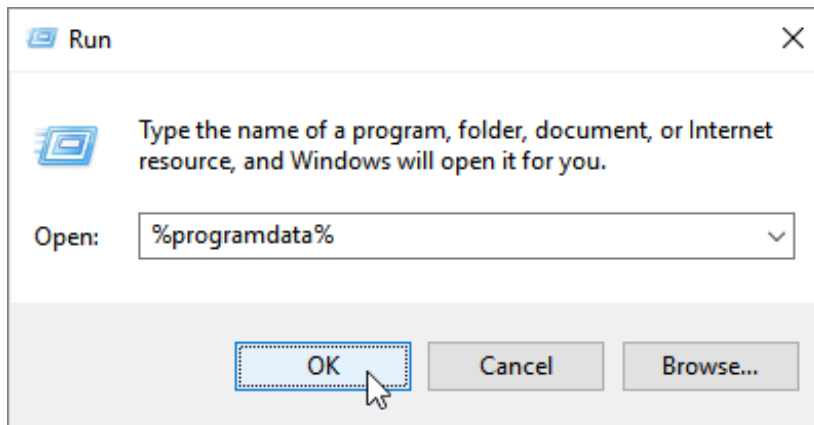 Run
Type the name of a program, folder, document, or Internet
resource, and Windows will open it for you.
Open: %programdata%
OK Cancel Browse...